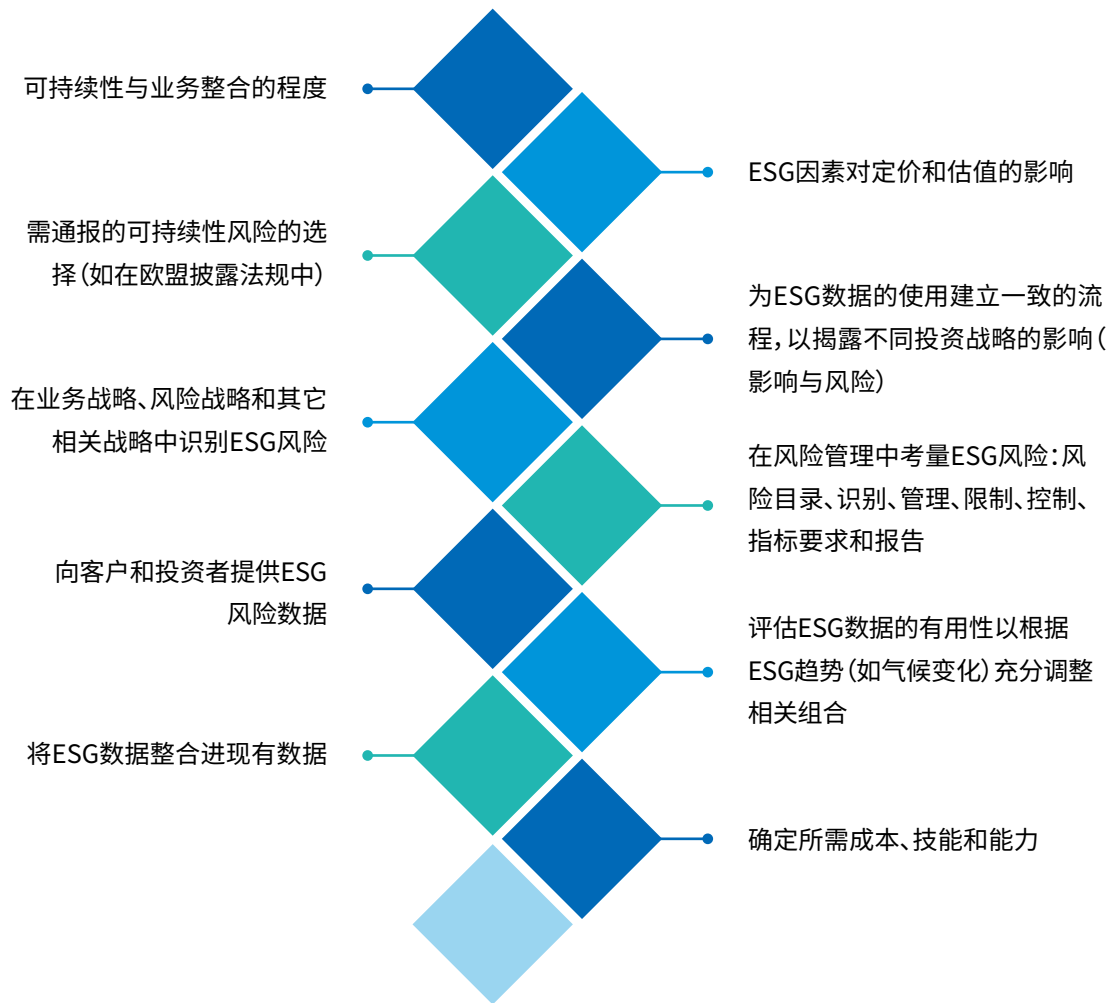 可持续性与业务整合的程度
ESG因素对定价和估值的影响
需通报的可持续性风险的选
择（如在欧盟披露法规中）
为ESG数据的使用建立一致的流
程，以揭露不同投资战略的影响（
影响与风险）
在业务战略、风险战略和其它
相关战略中识别ESG风险
在风险管理中考量ESG风险：风
险目录、识别、管理、限制、控制、
指标要求和报告
向客户和投资者提供ESG
风险数据
评估ESG数据的有用性以根据
ESG趋势（如气候变化）充分调整
相关组合
将ESG数据整合进现有数据
确定所需成本、技能和能力